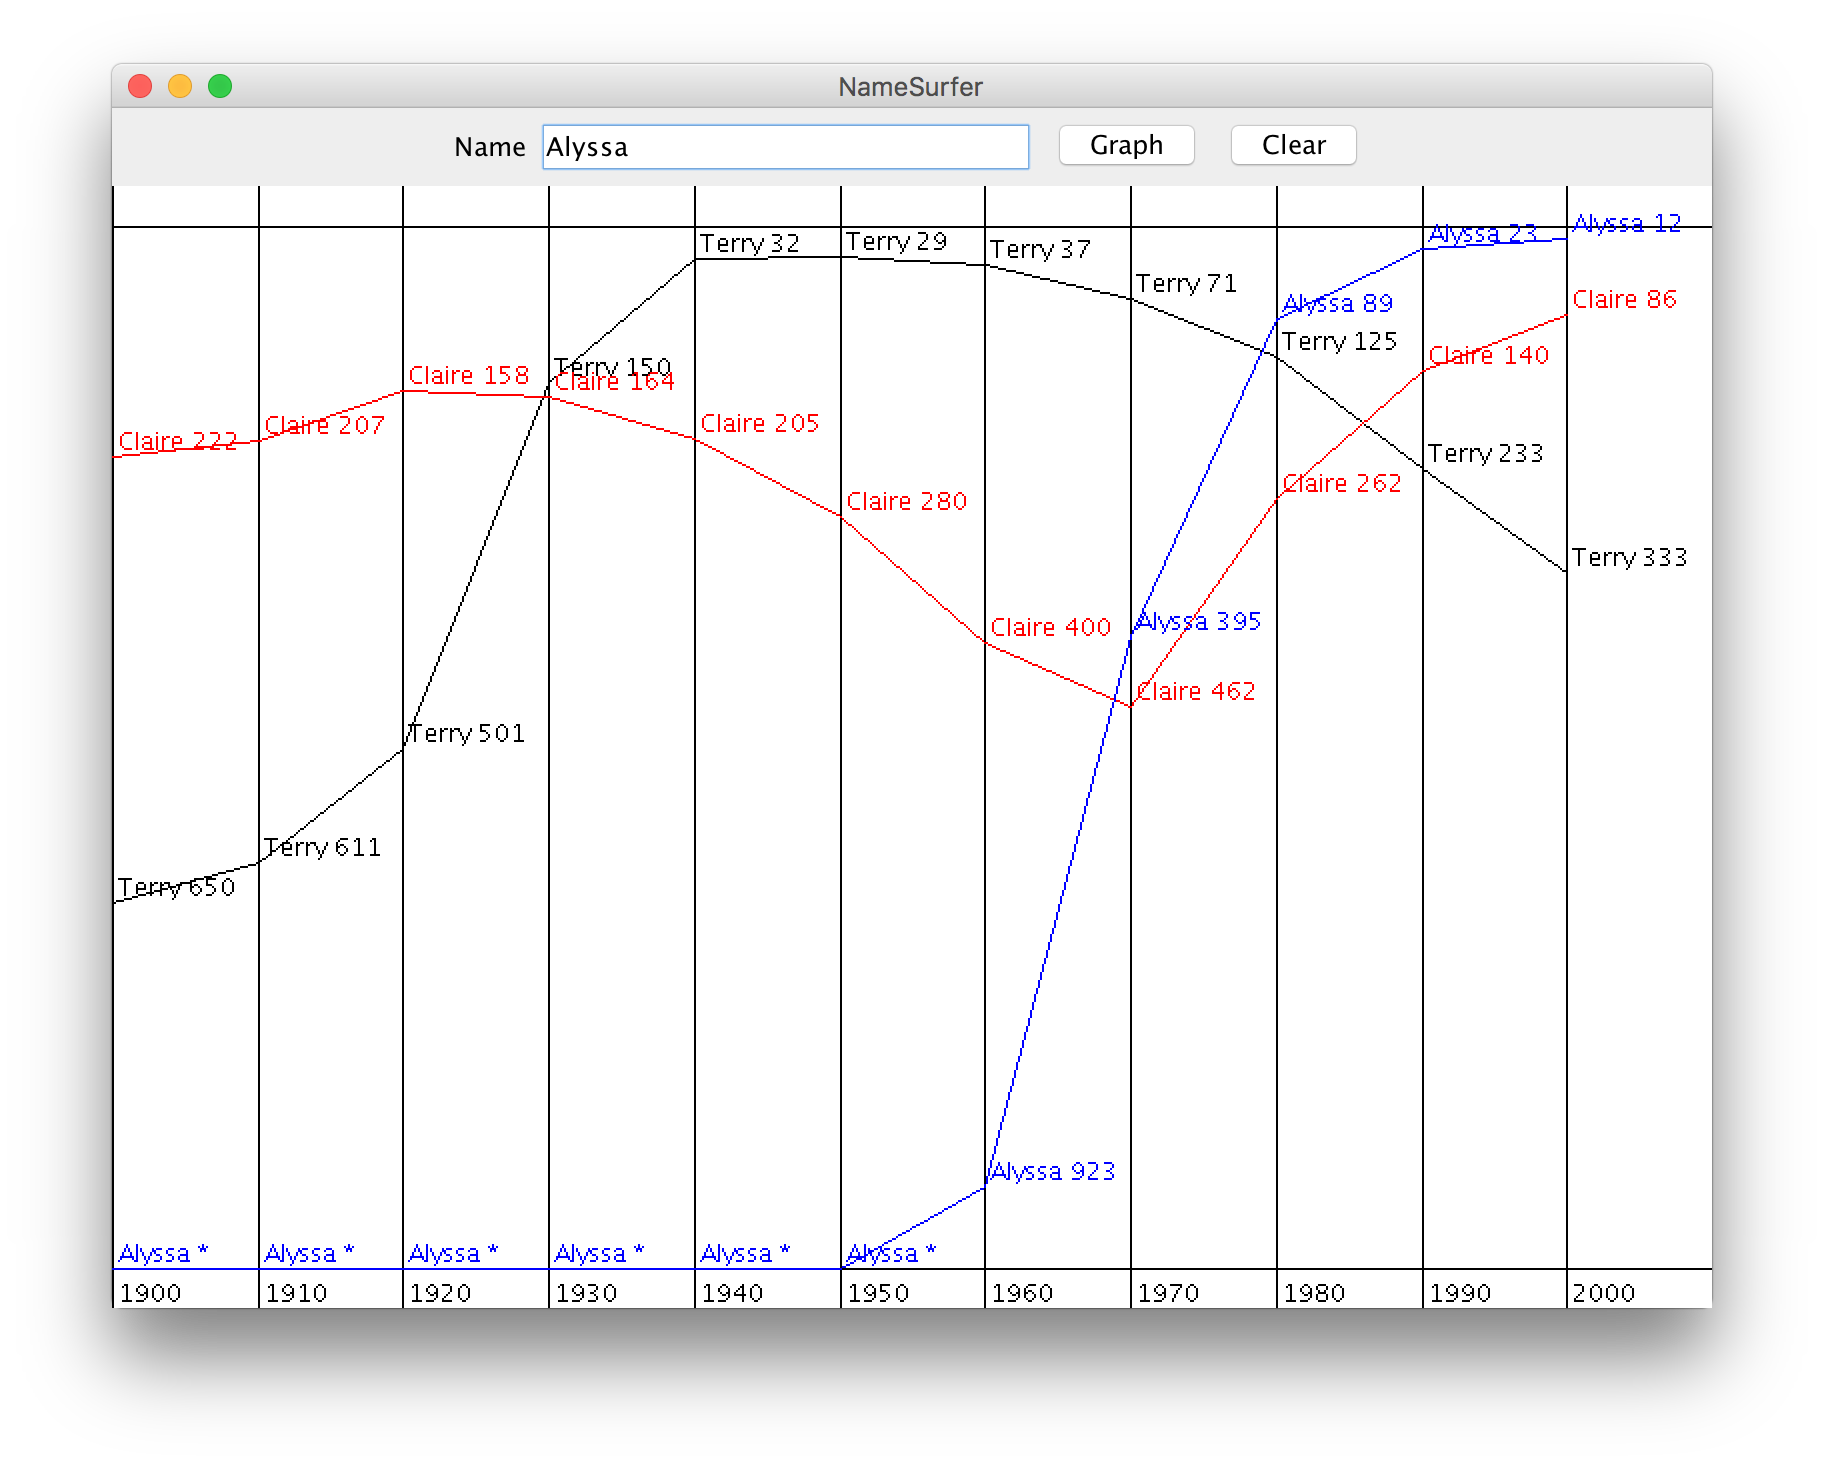 NameSurfer
Name Alyssa Graph Clear
Alyssa 12
Alyssa 23
Terry 32 Terry 29 Terry 37
Terry 71
Alyssa 89 Claire 86
Terry 125
Claire 140
Terry 150
Claire 158 Claire 164
Claire 222 Claire 207 Claire 205
Terry 233
Claire 280 Claire 262
Terry 333
Claire 400 Alyssa 395
Claire 462
Terry 501
Terry 611
Terry 650
Alyssa 923
Alyssa * Alyssa * Alyssa * Alyssa * Alyssa * Alyssa *
1900 1910 1920 1930 1940 1950 1960 1970 1980 1990 2000